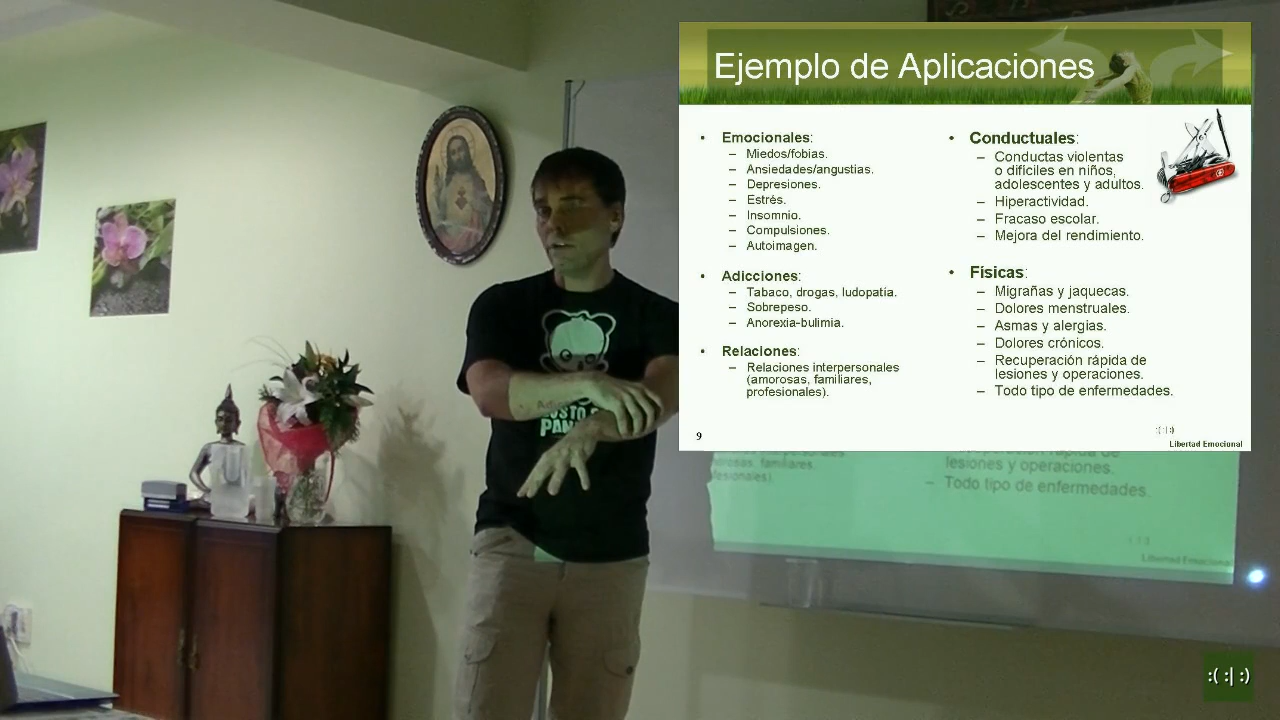 Ejemplo de Aplicaciones
• Emocionales:
– Miedos/fobias.
– Ansiedades/angustias.
– Depresiones.
– Estrés.
– Insomnio.
– Compulsiones.
– Autoimagen.
• Adicciones:
– Tabaco, drogas, ludopatía.
– Sobrepeso.
– Anorexia-bulimia.
• Relaciones:
– Relaciones interpersonales
(amorosas, familiares,
profesionales).
• Conductuales:
– Conductas violentas
o difíciles en niños,
adolescentes y adultos.
– Hiperactividad.
– Fracaso escolar.
– Mejora del rendimiento.
• Físicas:
– Migrañas y jaquecas.
– Dolores menstruales.
– Asmas y alergias.
– Dolores crónicos.
– Recuperación rápida de
lesiones y operaciones.
– Todo tipo de enfermedades.
9
Libertad Emocional
lesiones y operaciones.
– Todo tipo de enfermedades.
Libertad Emocional
:( :| :)